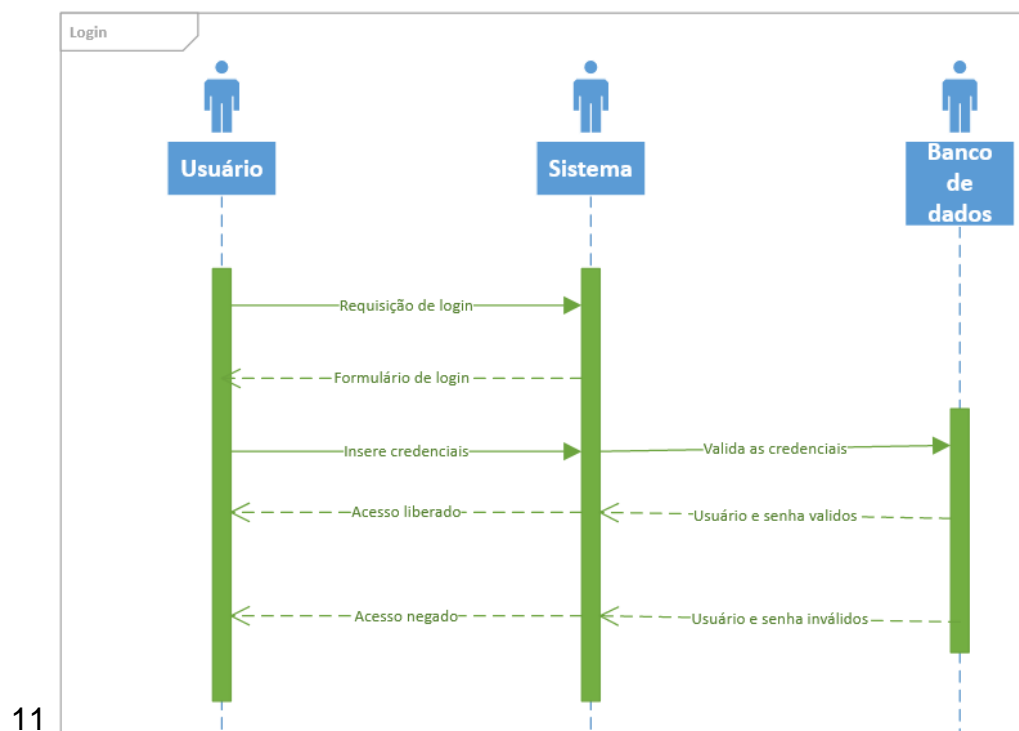 Login
Usuário
Sistema
Banco
de
dados
Requisição de login
Formulário de login
Insere credenciais
Valida as credenciais
Acesso liberado
Usuário e senha validos
Acesso negado
Usuário e senha inválidos
11